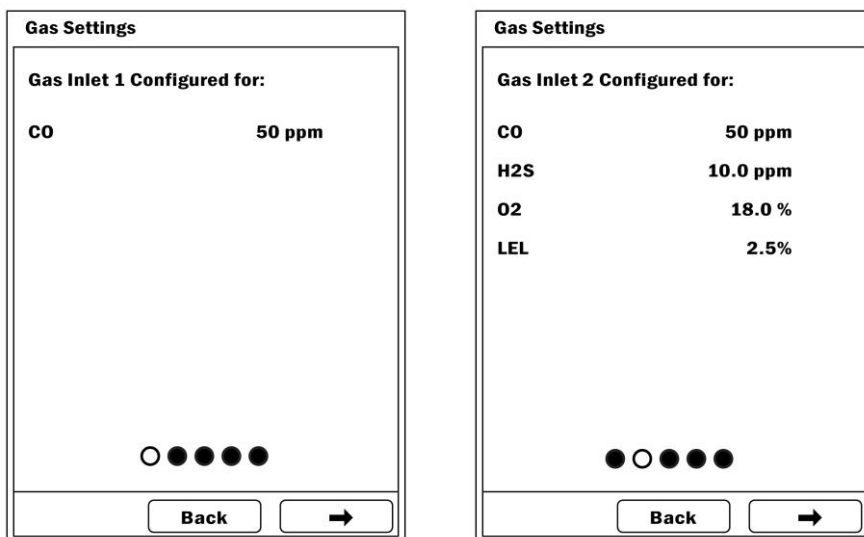 Gas Settings
Gas Inlet 1 Configured for:
CO 50 ppm
Back
Gas Settings
Gas Inlet 2 Configured for:
CO 50 ppm
H2S 10.0 ppm
O2 18.0 %
LEL 2.5%
Back